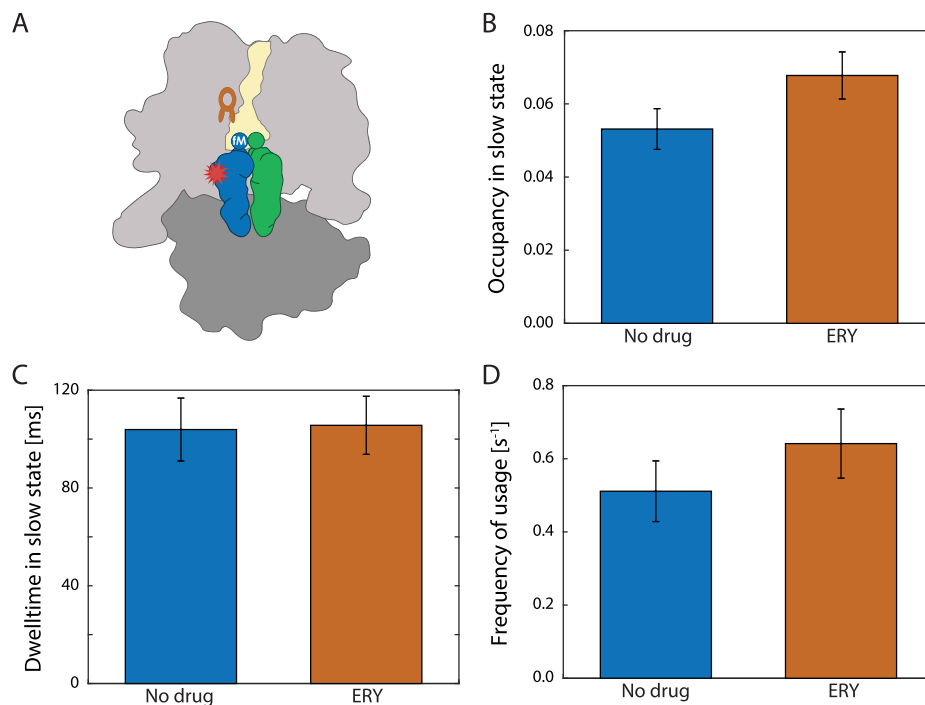 A
fM
B
Occupancy in slow state
0.08
0.06
0.04
0.02
0.00
No drug
ERY
C
Dwelltime in slow state [ms]
120
80
40
0
No drug
ERY
D
Frequency of usage [s⁻¹]
0.8
0.6
0.4
0.2
0.0
No drug
ERY